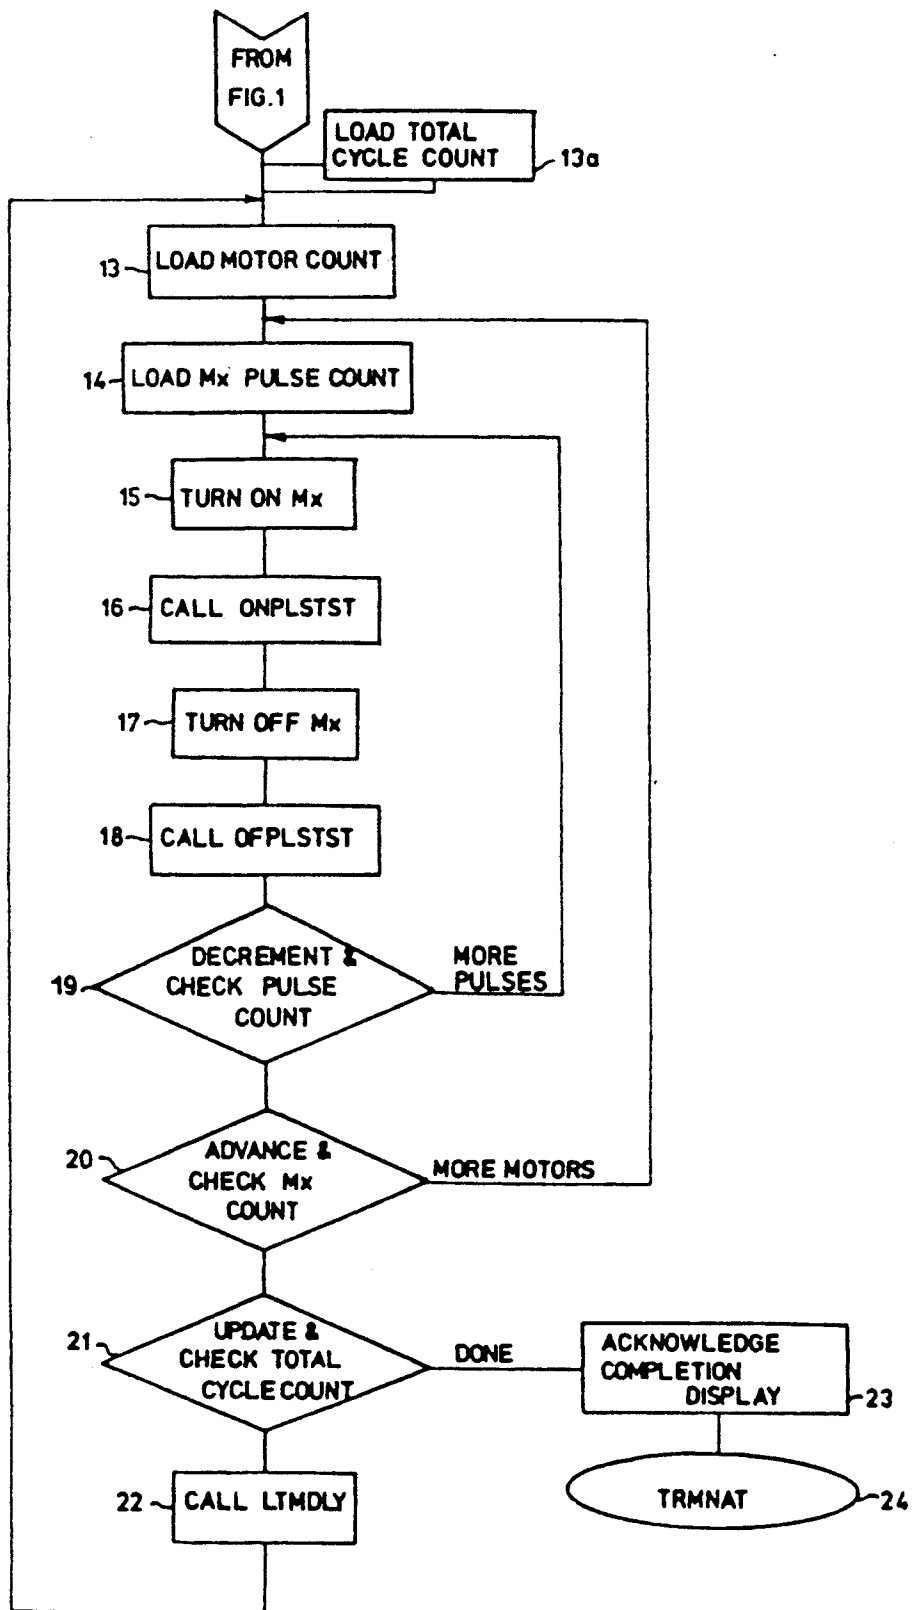 FROM
FIG.1
LOAD TOTAL
CYCLE COUNT
13a
13
LOAD MOTOR COUNT
14
LOAD Mx PULSE COUNT
15
TURN ON Mx
16
CALL ONPLSTST
17
TURN OFF Mx
18
CALL OFPLSTST
19
DECREMENT &
CHECK PULSE
COUNT
MORE
PULSES
20
ADVANCE &
CHECK Mx
COUNT
MORE MOTORS
21
UPDATE &
CHECK TOTAL
CYCLE COUNT
DONE
ACKNOWLEDGE
COMPLETION
DISPLAY
23
22
CALL LTMDLY
TRMNAT
24